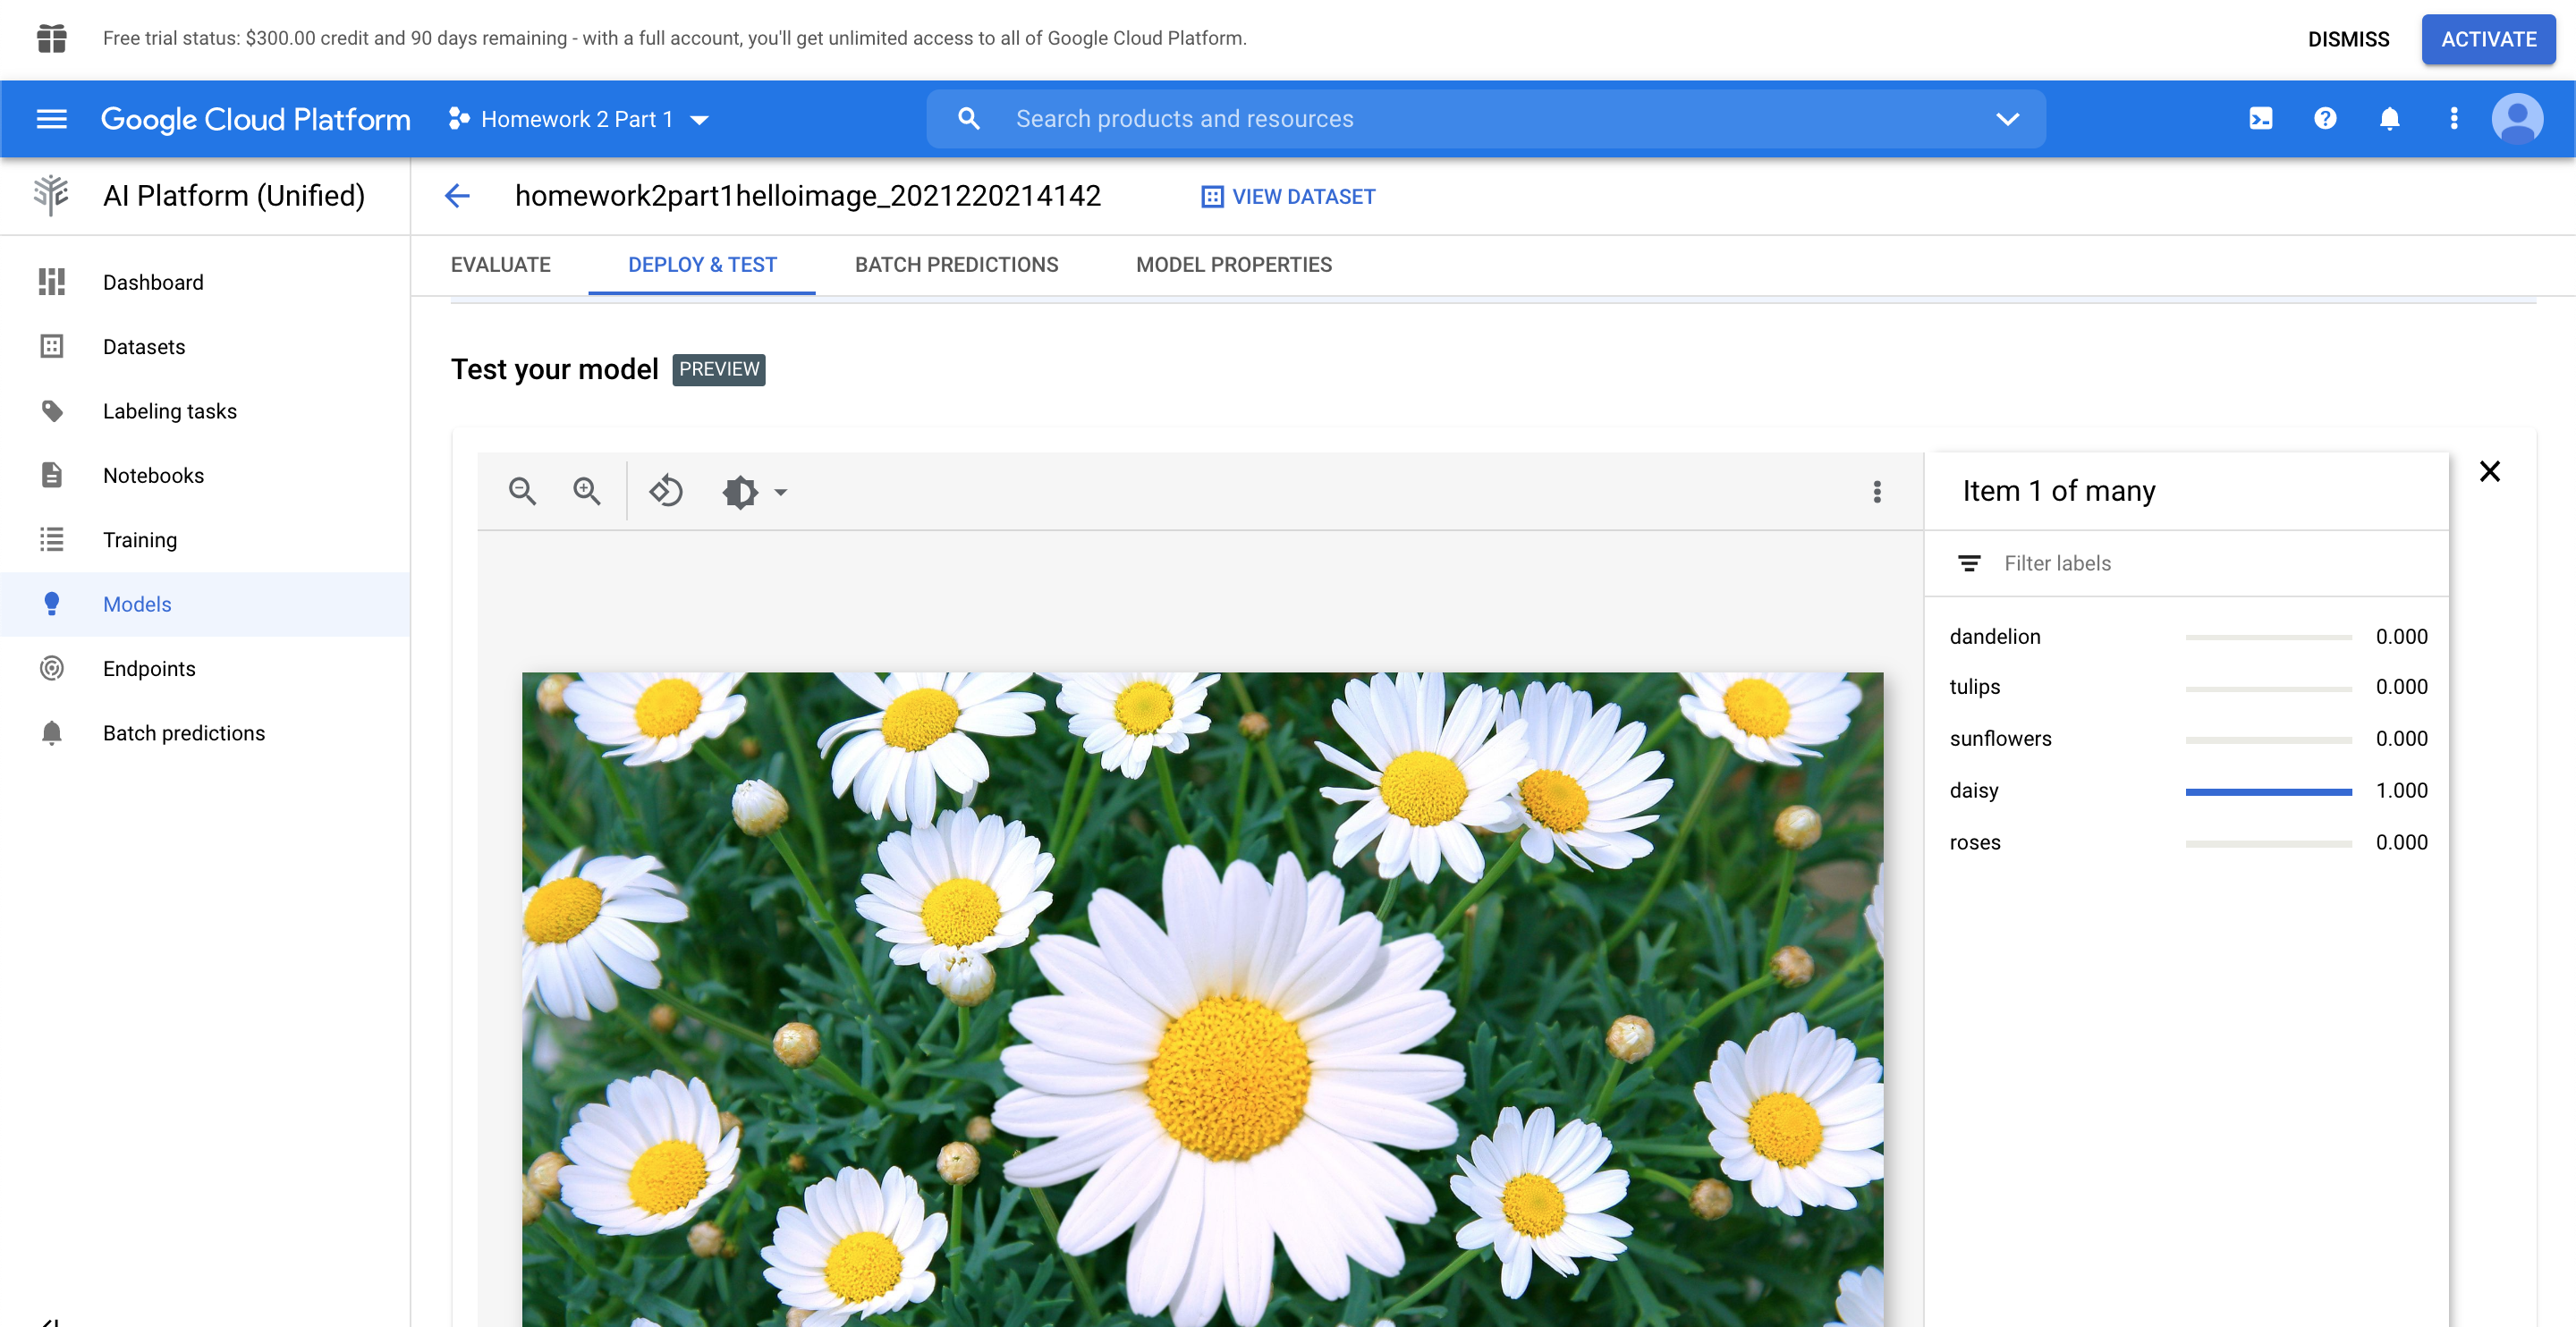 Free trial status: $300.00 credit and 90 days remaining - with a full account, you'll get unlimited access to all of Google Cloud Platform.
DISMISS
ACTIVATE
Google Cloud Platform
Homework 2 Part 1
Search products and resources
AI Platform (Unified)
homework2part1helloimage_2021220214142
VIEW DATASET
EVALUATE
DEPLOY & TEST
BATCH PREDICTIONS
MODEL PROPERTIES
Dashboard
Datasets
Labeling tasks
Notebooks
Training
Models
Endpoints
Batch predictions
Test your model
PREVIEW
Item 1 of many
Filter labels
dandelion 0.000
tulips 0.000
sunflowers 0.000
daisy 1.000
roses 0.000